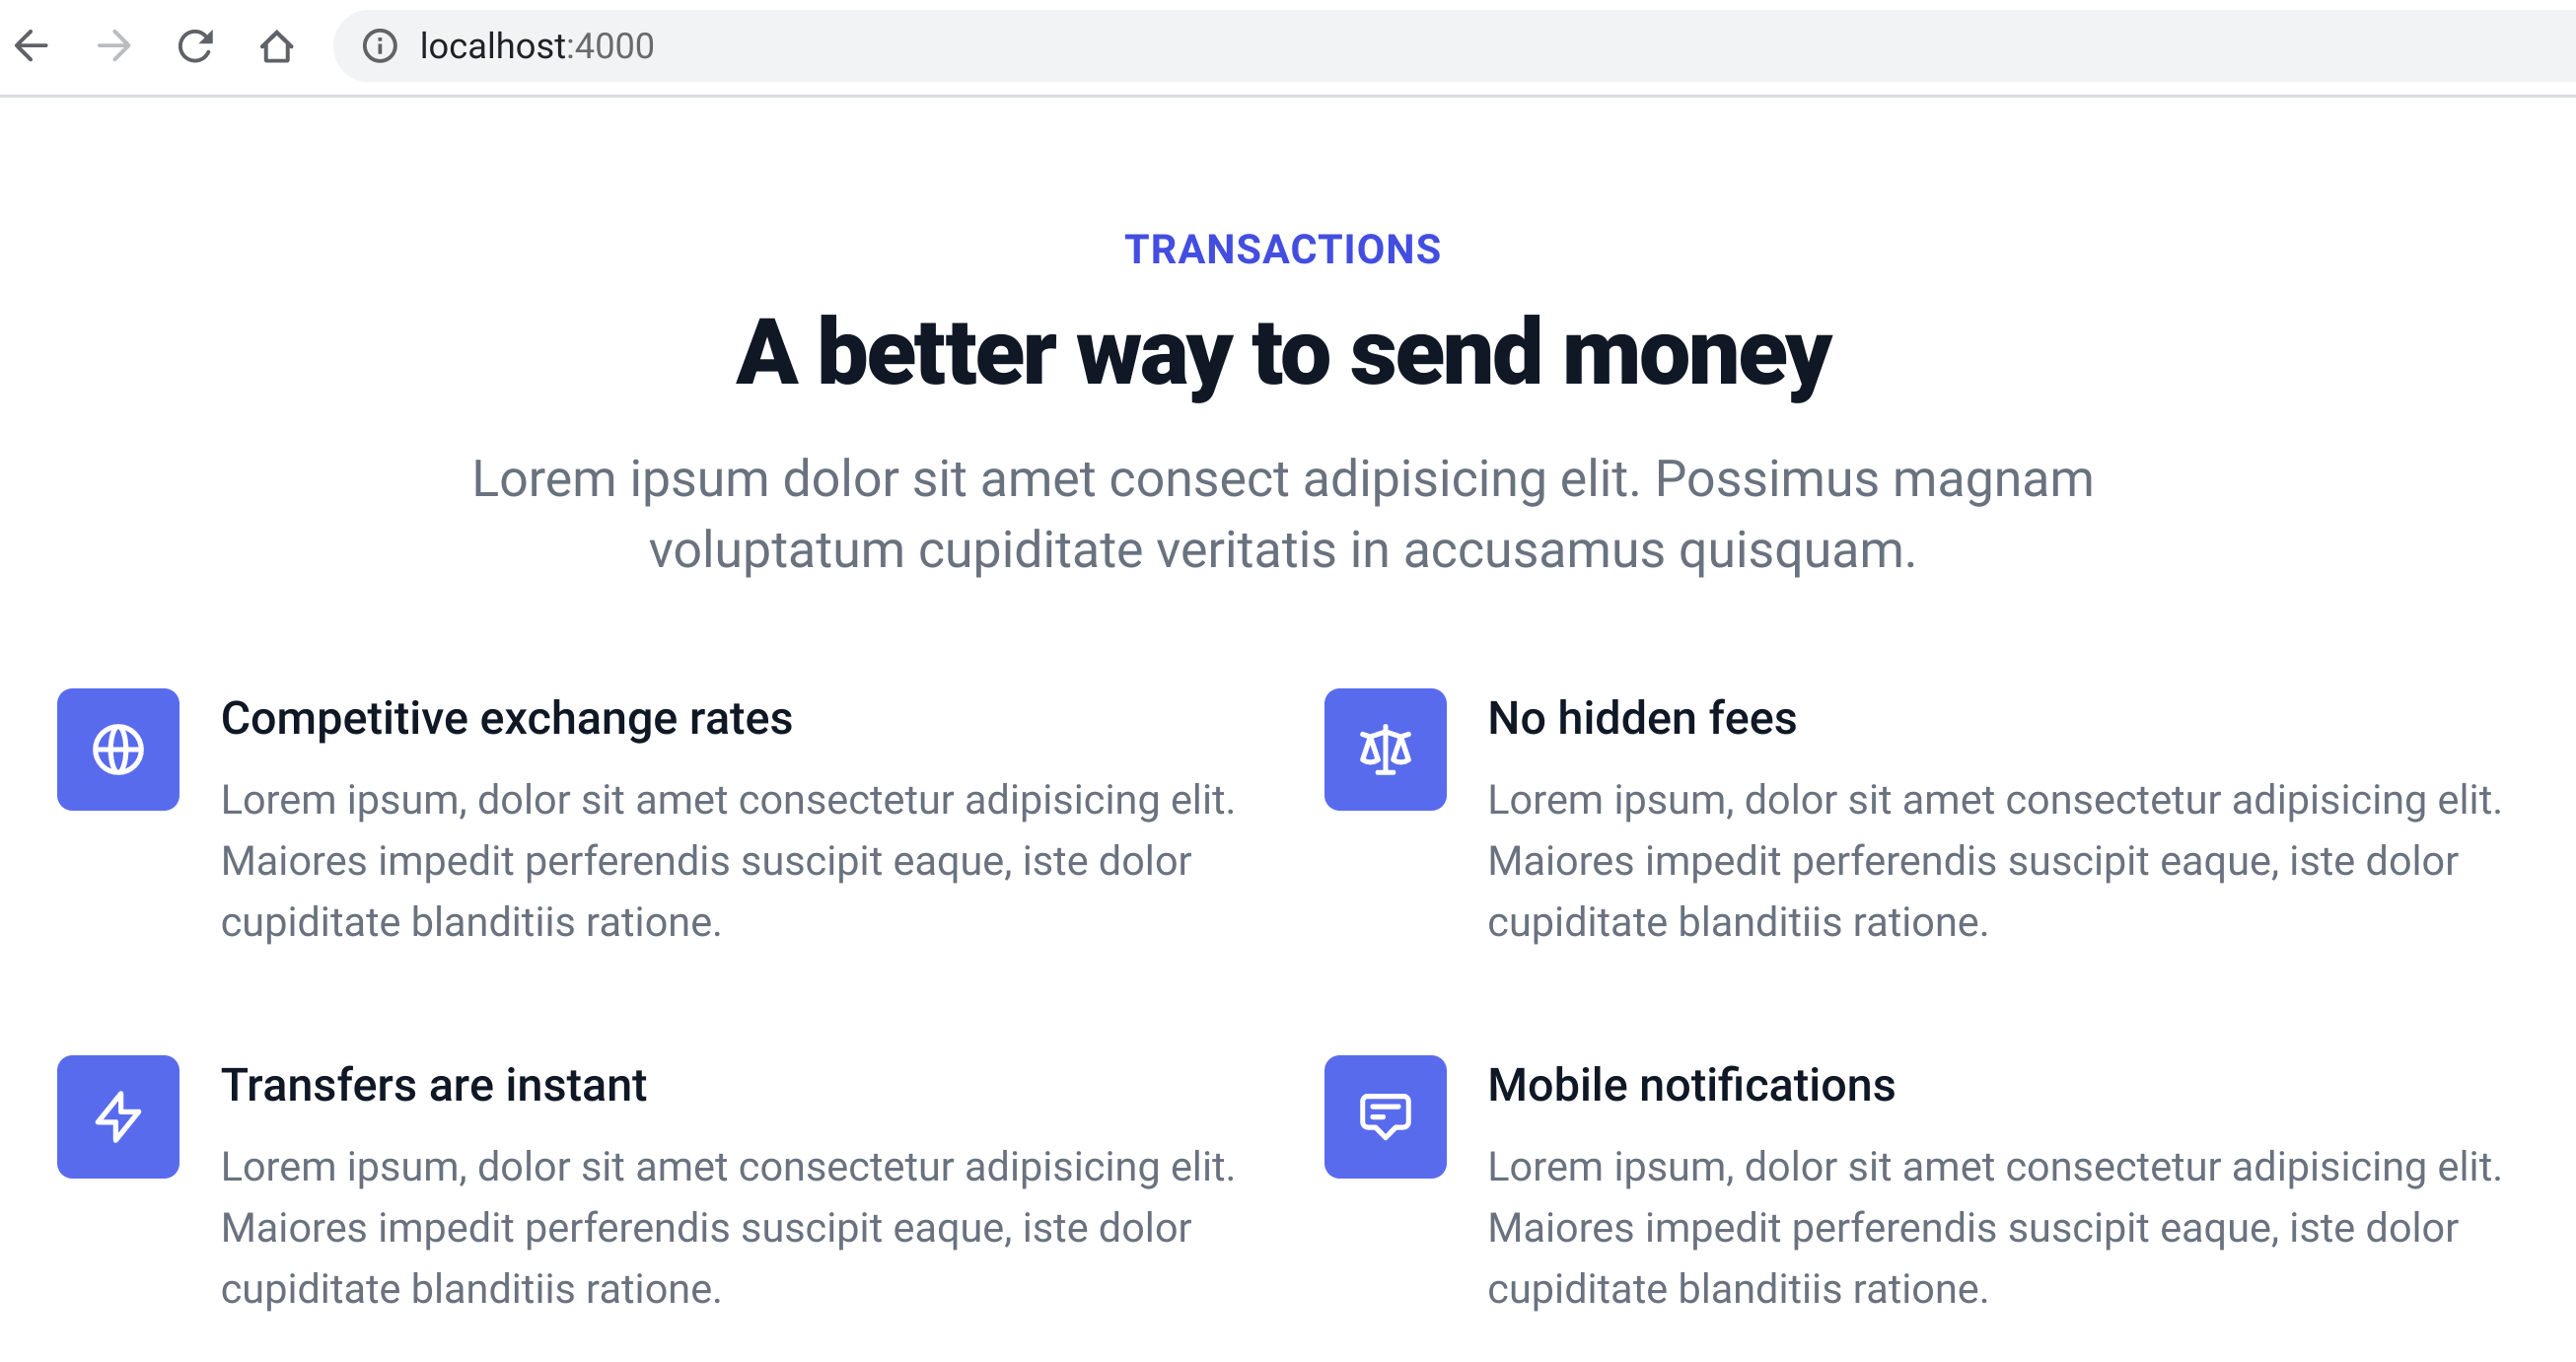 localhost:4000
TRANSACTIONS
A better way to send money
Lorem ipsum dolor sit amet consect adipisicing elit. Possimus magnam
voluptatum cupiditate veritatis in accusamus quisquam.
Competitive exchange rates
Lorem ipsum, dolor sit amet consectetur adipisicing elit.
Maiores impedit perferendis suscipit eaque, iste dolor
cupiditate blanditiis ratione.
No hidden fees
Lorem ipsum, dolor sit amet consectetur adipisicing elit.
Maiores impedit perferendis suscipit eaque, iste dolor
cupiditate blanditiis ratione.
Transfers are instant
Lorem ipsum, dolor sit amet consectetur adipisicing elit.
Maiores impedit perferendis suscipit eaque, iste dolor
cupiditate blanditiis ratione.
Mobile notifications
Lorem ipsum, dolor sit amet consectetur adipisicing elit.
Maiores impedit perferendis suscipit eaque, iste dolor
cupiditate blanditiis ratione.